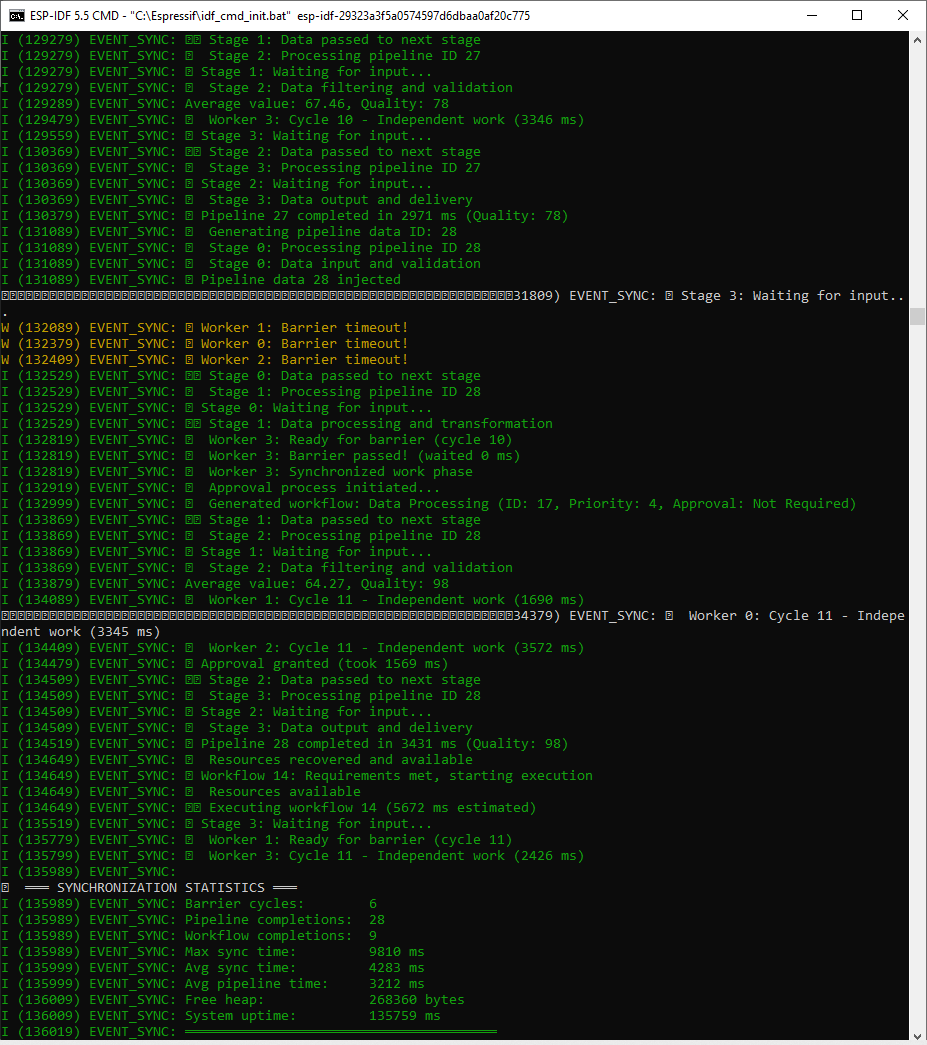 ESP-IDF 5.5 CMD - "C:\Espressif\idf_cmd_init.bat" esp-idf-29323a3f5a0574597d6dbaa0af20c775
I (129279) EVENT_SYNC: Stage 1: Data passed to next stage
I (129279) EVENT_SYNC: Stage 2: Processing pipeline ID 27
I (129279) EVENT_SYNC: Stage 1: Waiting for input...
I (129279) EVENT_SYNC: Stage 2: Data filtering and validation
I (129289) EVENT_SYNC: Average value: 67.46, Quality: 78
I (129479) EVENT_SYNC: Worker 3: Cycle 10 - Independent work (3346 ms)
I (129559) EVENT_SYNC: Stage 3: Waiting for input...
I (130369) EVENT_SYNC: Stage 2: Data passed to next stage
I (130369) EVENT_SYNC: Stage 3: Processing pipeline ID 27
I (130369) EVENT_SYNC: Stage 2: Waiting for input...
I (130369) EVENT_SYNC: Stage 3: Data output and delivery
I (130379) EVENT_SYNC: Pipeline 27 completed in 2971 ms (Quality: 78)
I (131089) EVENT_SYNC: Generating pipeline data ID: 28
I (131089) EVENT_SYNC: Stage 0: Processing pipeline ID 28
I (131089) EVENT_SYNC: Stage 0: Data input and validation
I (131089) EVENT_SYNC: Pipeline data 28 injected
31809) EVENT_SYNC: Stage 3: Waiting for input..
.
W (132089) EVENT_SYNC: Worker 1: Barrier timeout!
W (132379) EVENT_SYNC: Worker 0: Barrier timeout!
W (132409) EVENT_SYNC: Worker 2: Barrier timeout!
I (132529) EVENT_SYNC: Stage 0: Data passed to next stage
I (132529) EVENT_SYNC: Stage 1: Processing pipeline ID 28
I (132529) EVENT_SYNC: Stage 0: Waiting for input...
I (132529) EVENT_SYNC: Stage 1: Data processing and transformation
I (132819) EVENT_SYNC: Worker 3: Ready for barrier (cycle 10)
I (132819) EVENT_SYNC: Worker 3: Barrier passed! (waited 0 ms)
I (132819) EVENT_SYNC: Worker 3: Synchronized work phase
I (132919) EVENT_SYNC: Approval process initiated...
I (132999) EVENT_SYNC: Generated workflow: Data Processing (ID: 17, Priority: 4, Approval: Not Required)
I (133869) EVENT_SYNC: Stage 1: Data passed to next stage
I (133869) EVENT_SYNC: Stage 2: Processing pipeline ID 28
I (133869) EVENT_SYNC: Stage 1: Waiting for input...
I (133869) EVENT_SYNC: Stage 2: Data filtering and validation
I (133879) EVENT_SYNC: Average value: 64.27, Quality: 98
I (134089) EVENT_SYNC: Worker 1: Cycle 11 - Independent work (1690 ms)
34379) EVENT_SYNC: Worker 0: Cycle 11 - Indepe
ndent work (3345 ms)
I (134409) EVENT_SYNC: Worker 2: Cycle 11 - Independent work (3572 ms)
I (134479) EVENT_SYNC: Approval granted (took 1569 ms)
I (134509) EVENT_SYNC: Stage 2: Data passed to next stage
I (134509) EVENT_SYNC: Stage 3: Processing pipeline ID 28
I (134509) EVENT_SYNC: Stage 2: Waiting for input...
I (134509) EVENT_SYNC: Stage 3: Data output and delivery
I (134519) EVENT_SYNC: Pipeline 28 completed in 3431 ms (Quality: 98)
I (134649) EVENT_SYNC: Resources recovered and available
I (134649) EVENT_SYNC: Workflow 14: Requirements met, starting execution
I (134649) EVENT_SYNC: Resources available
I (134649) EVENT_SYNC: Executing workflow 14 (5672 ms estimated)
I (135519) EVENT_SYNC: Stage 3: Waiting for input...
I (135779) EVENT_SYNC: Worker 1: Ready for barrier (cycle 11)
I (135799) EVENT_SYNC: Worker 3: Cycle 11 - Independent work (2426 ms)
I (135989) EVENT_SYNC:
═══ SYNCHRONIZATION STATISTICS ═══
I (135989) EVENT_SYNC: Barrier cycles: 6
I (135989) EVENT_SYNC: Pipeline completions: 28
I (135989) EVENT_SYNC: Workflow completions: 9
I (135989) EVENT_SYNC: Max sync time: 9810 ms
I (135989) EVENT_SYNC: Avg sync time: 4283 ms
I (135999) EVENT_SYNC: Avg pipeline time: 3212 ms
I (136009) EVENT_SYNC: Free heap: 268360 bytes
I (136009) EVENT_SYNC: System uptime: 135759 ms
I (136019) EVENT_SYNC: ═══════════════════════════════════════